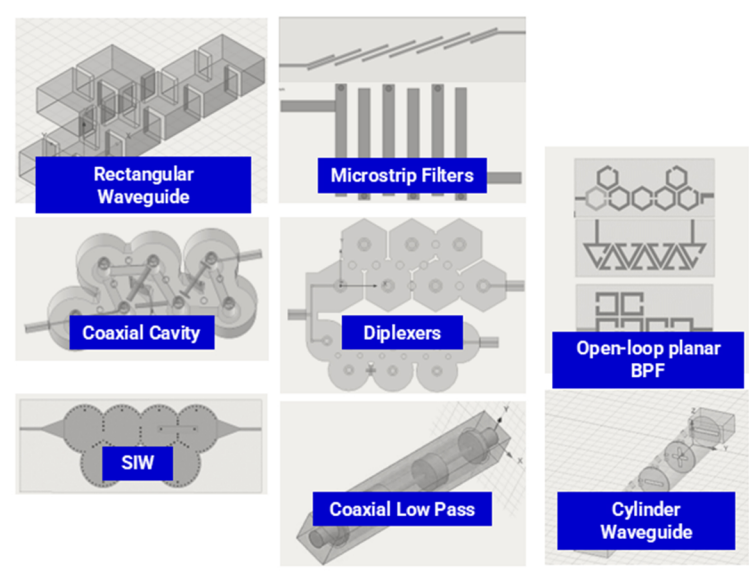 Rectangular
Waveguide
Microstrip Filters
Coaxial Cavity
Diplexers
Open-loop planar
BPF
SIW
Coaxial Low Pass
Cylinder
Waveguide